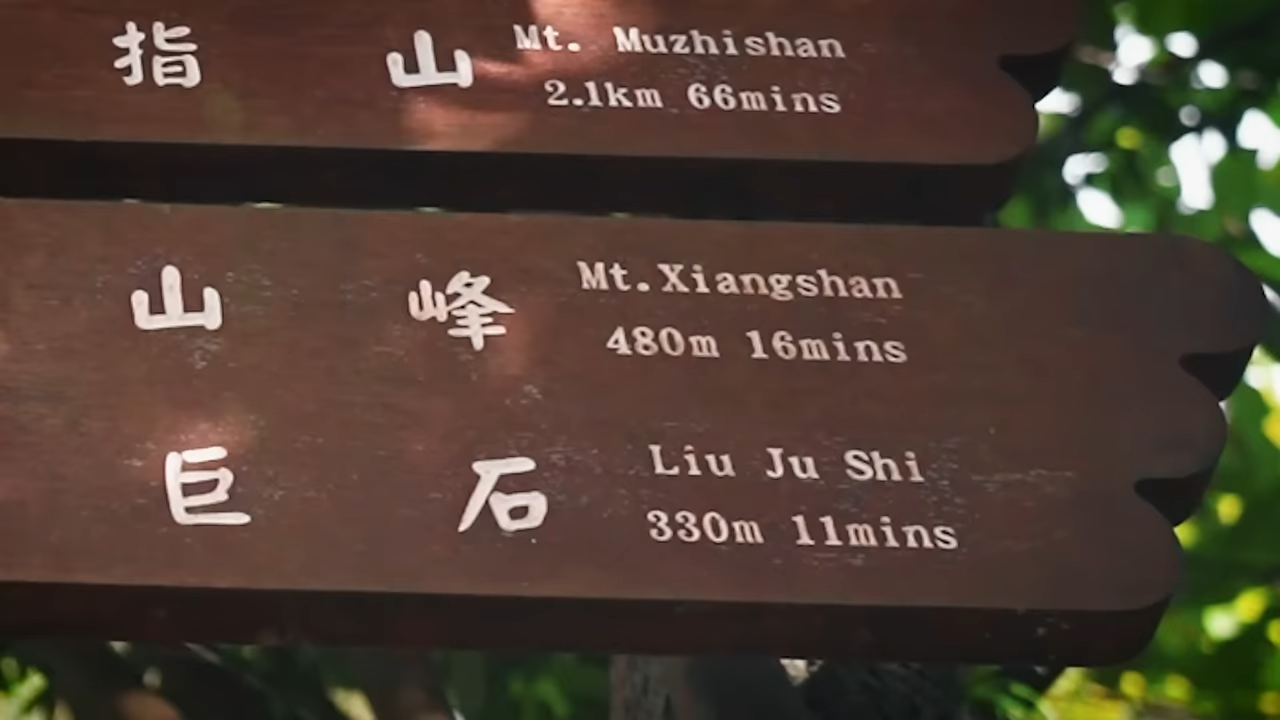 指 山 Mt. Muzhishan
2.1km 66mins
山 峰 Mt.Xiangshan
480m 16mins
巨 石 Liu Ju Shi
330m 11mins